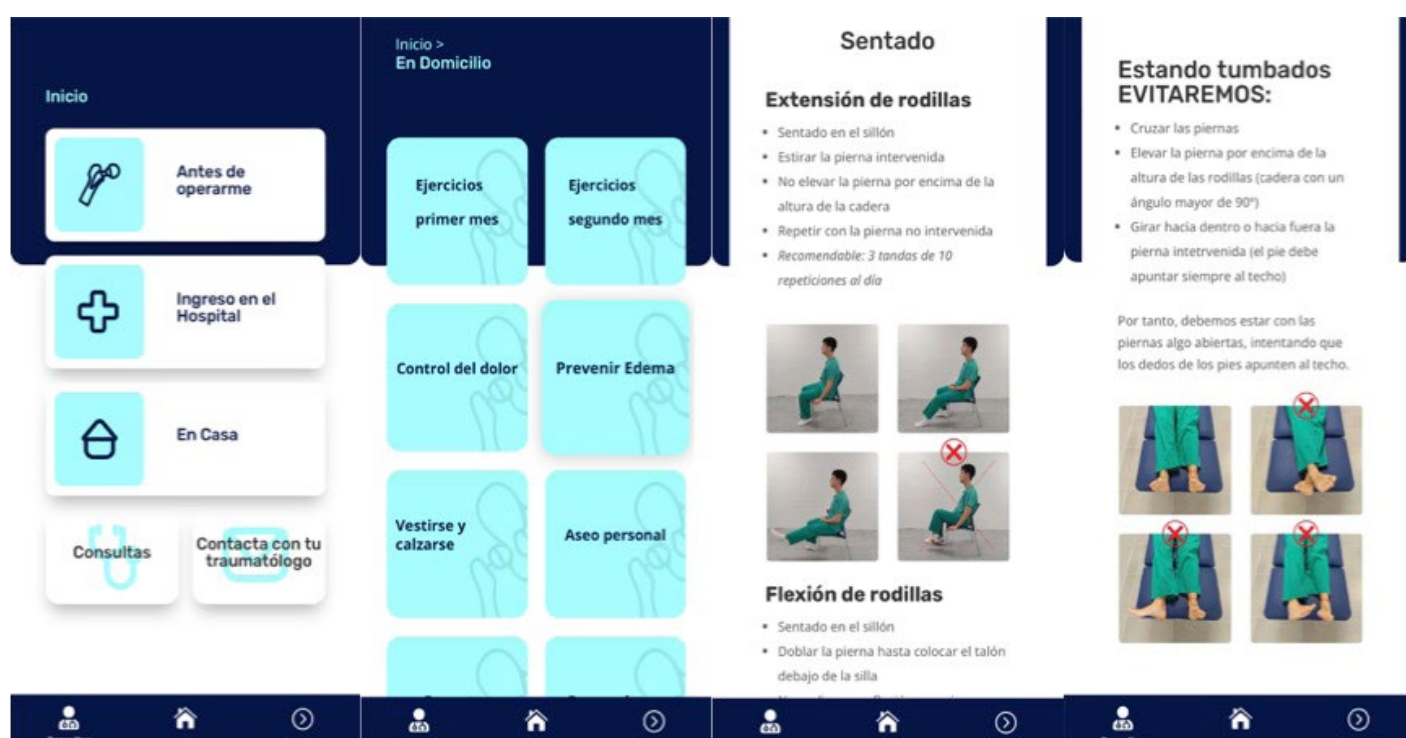 Inicio
Antes de
operarme
Ingreso en el
Hospital
En Casa
Consultas
Contacta con tu
traumatólogo
Inicio >
En Domicilio
Ejercicios
primer mes
Ejercicios
segundo mes
Control del dolor
Prevenir Edema
Vestirse y
calzarse
Aseo personal
Sentado
Extensión de rodillas
▪ Sentado en el sillón
▪ Estirar la pierna intervenida
▪ No elevar la pierna por encima de la
altura de la cadera
▪ Repetir con la pierna no intervenida
▪ Recomendable: 3 tandas de 10
repeticiones al día
Flexión de rodillas
▪ Sentado en el sillón
▪ Doblar la pierna hasta colocar el talón
debajo de la silla
Estando tumbados
EVITAREMOS:
▪ Cruzar las piernas
▪ Elevar la pierna por encima de la
altura de las rodillas (cadera con un
ángulo mayor de 90º)
▪ Girar hacia dentro o hacia fuera la
pierna intetrvenida (el pie debe
apuntar siempre al techo)
Por tanto, debemos estar con las
piernas algo abiertas, intentando que
los dedos de los pies apunten al techo.